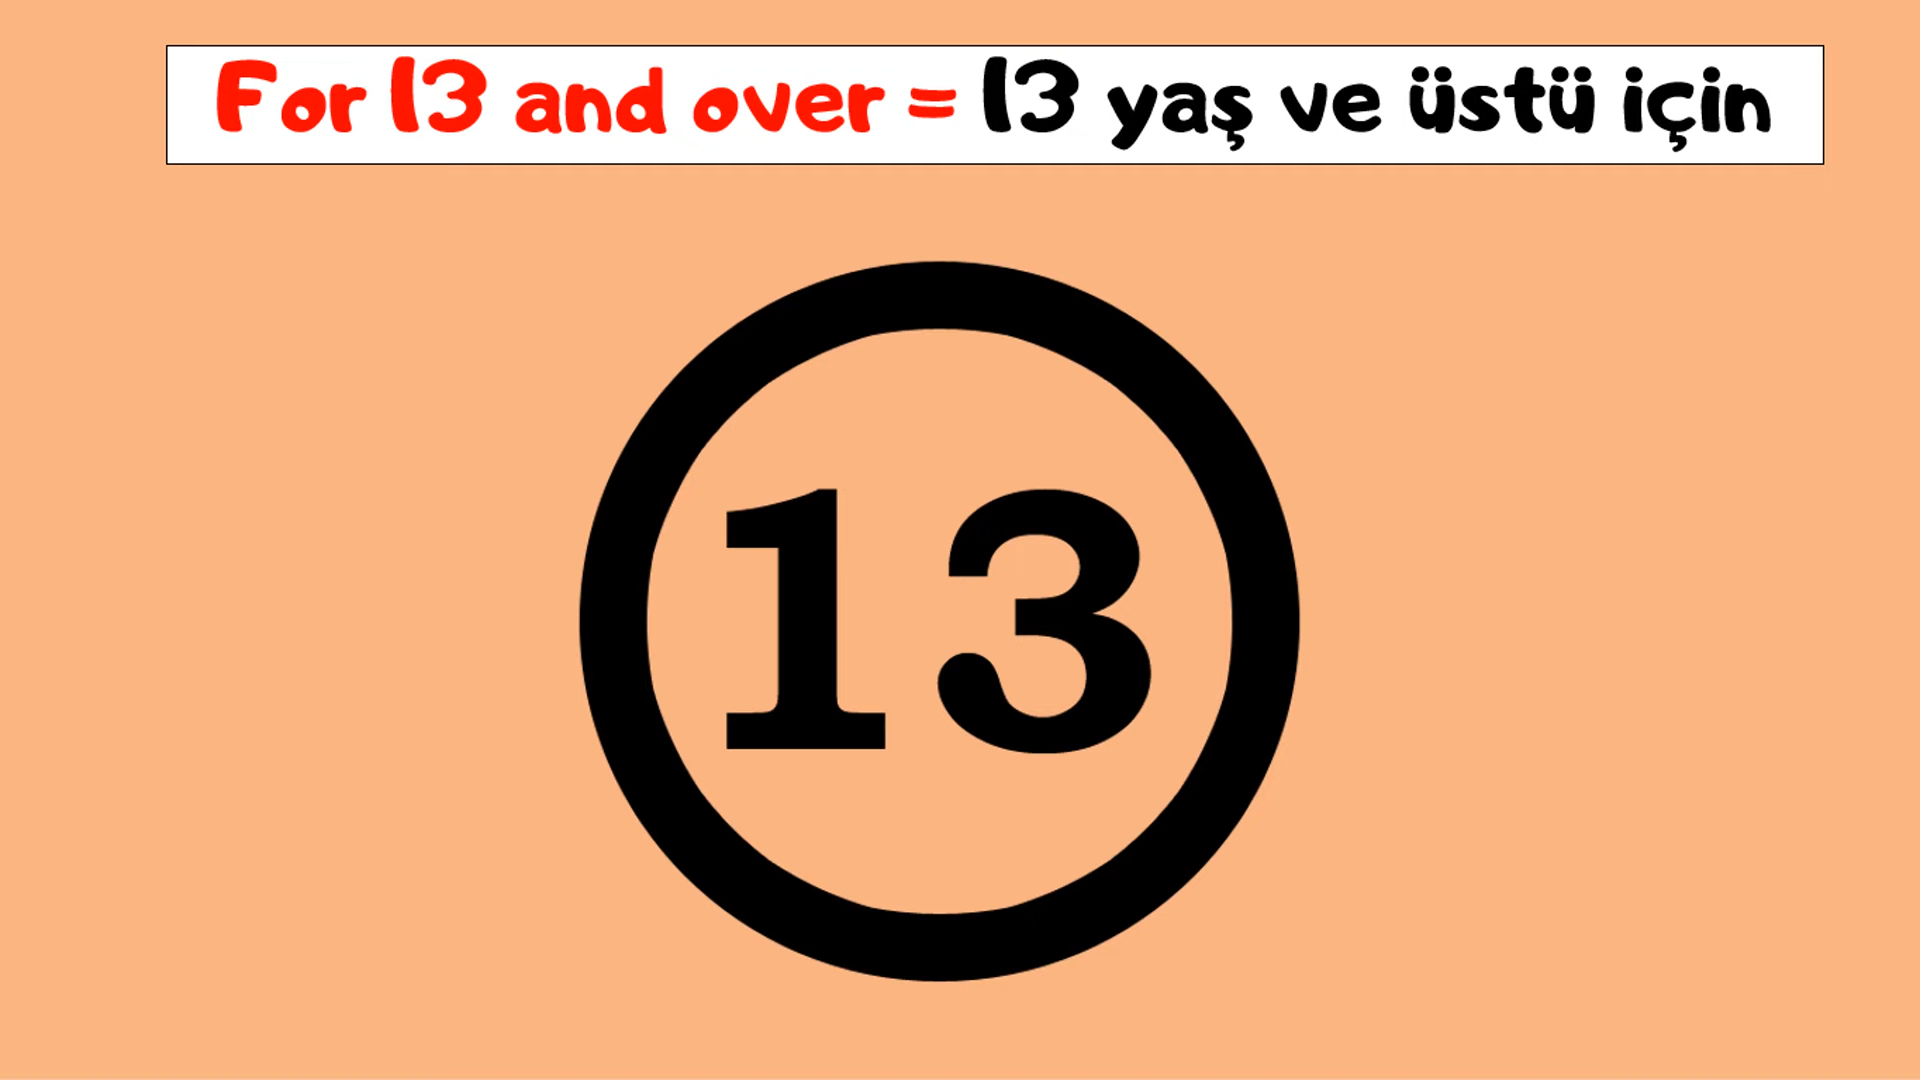 For 13 and over = 13 yaş ve üstü için
13